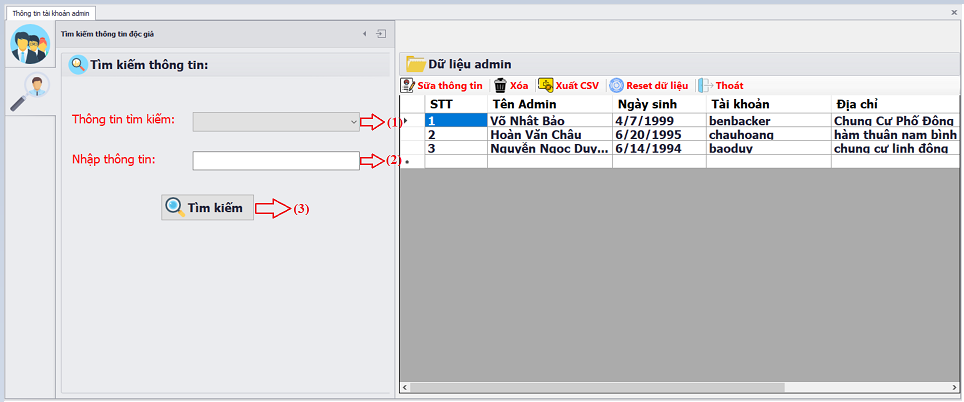 Thông tin tài khoản admin
Tìm kiếm thông tin độc giả
Tìm kiếm thông tin:
Thông tin tìm kiếm: (1)
Nhập thông tin: (2)
Tìm kiếm (3)
Dữ liệu admin
Sữa thông tin Xóa Xuất CSV Reset dữ liệu Thoát
STT Tên Admin Ngày sinh Tài khoản Địa chỉ
1 Võ Nhật Bảo 4/7/1999 benbacker Chung Cư Phố Đông
2 Hoàn Văn Châu 6/20/1995 chauhoang hàm thuân nam bình
3 Nguyễn Ngọc Duy... 6/14/1994 baoduy chung cư linh đông